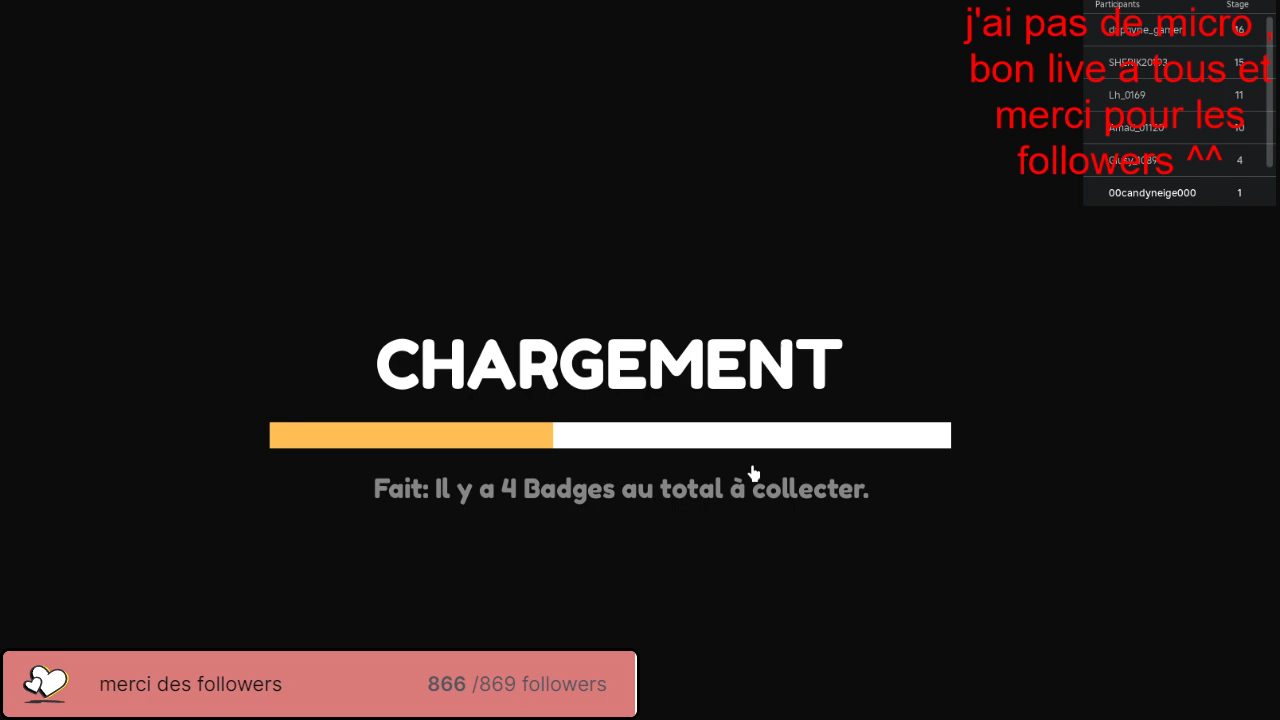 Participants Stage
j'ai pas de micro ,
bon live a tous et
merci pour les
followers ^^
16
15
Lh_0169 11
10
4
00candyneige000 1
CHARGEMENT
Fait: Il y a 4 Badges au total à collecter.
merci des followers 866 /869 followers